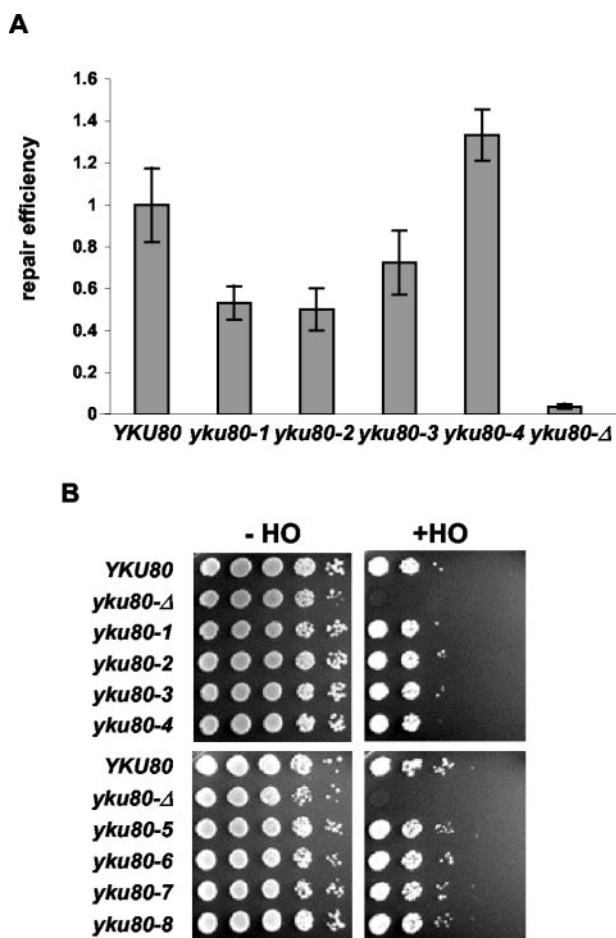 A
repair efficiency
1.6
1.4
1.2
1
0.8
0.6
0.4
0.2
0
YKU80 yku80-1 yku80-2 yku80-3 yku80-4 yku80-Δ
B
- HO +HO
YKU80
yku80-Δ
yku80-1
yku80-2
yku80-3
yku80-4
YKU80
yku80-Δ
yku80-5
yku80-6
yku80-7
yku80-8